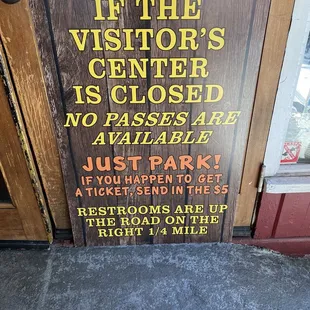 IF THE
VISITOR'S
CENTER
IS CLOSED
NO PASSES ARE
AVAILABLE
JUST PARK!
IF YOU HAPPEN TO GET
A TICKET, SEND IN THE $5
RESTROOMS ARE UP
THE ROAD ON THE
RIGHT 1/4 MILE